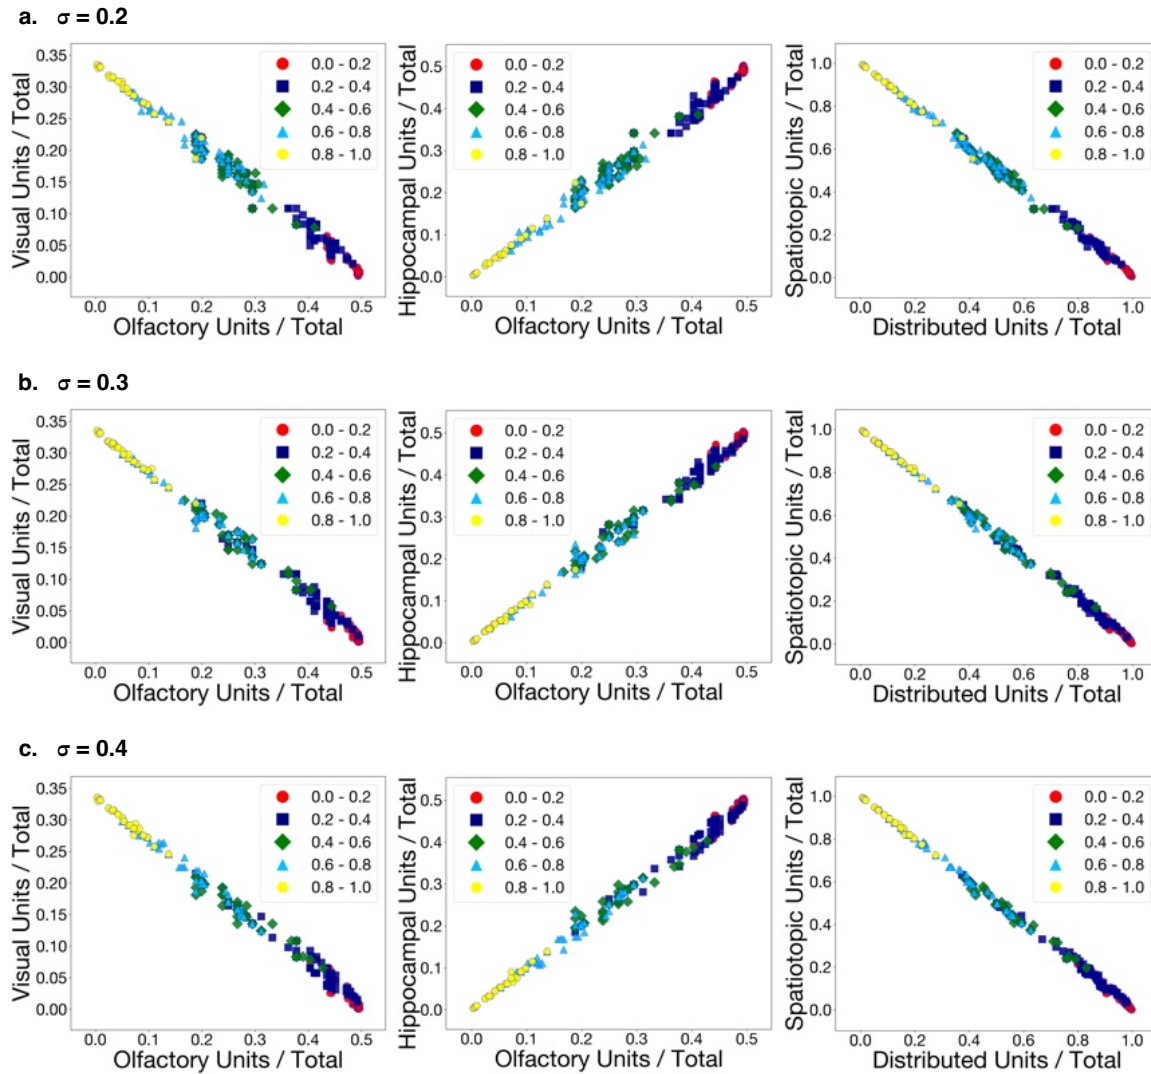 a. σ = 0.2
0.35
0.30
0.25
0.20
0.15
0.10
0.05
0.00
Visual Units / Total
0.0 - 0.2
0.2 - 0.4
0.4 - 0.6
0.6 - 0.8
0.8 - 1.0
0.0 0.1 0.2 0.3 0.4 0.5
Olfactory Units / Total
0.5
0.4
0.3
0.2
0.1
0.0
Hippocampal Units / Total
0.0 - 0.2
0.2 - 0.4
0.4 - 0.6
0.6 - 0.8
0.8 - 1.0
0.0 0.1 0.2 0.3 0.4 0.5
Olfactory Units / Total
1.0
0.8
0.6
0.4
0.2
0.0
Spatiotopic Units / Total
0.0 - 0.2
0.2 - 0.4
0.4 - 0.6
0.6 - 0.8
0.8 - 1.0
0.0 0.2 0.4 0.6 0.8 1.0
Distributed Units / Total
b. σ = 0.3
0.35
0.30
0.25
0.20
0.15
0.10
0.05
0.00
Visual Units / Total
0.0 - 0.2
0.2 - 0.4
0.4 - 0.6
0.6 - 0.8
0.8 - 1.0
0.0 0.1 0.2 0.3 0.4 0.5
Olfactory Units / Total
0.5
0.4
0.3
0.2
0.1
0.0
Hippocampal Units / Total
0.0 - 0.2
0.2 - 0.4
0.4 - 0.6
0.6 - 0.8
0.8 - 1.0
0.0 0.1 0.2 0.3 0.4 0.5
Olfactory Units / Total
1.0
0.8
0.6
0.4
0.2
0.0
Spatiotopic Units / Total
0.0 - 0.2
0.2 - 0.4
0.4 - 0.6
0.6 - 0.8
0.8 - 1.0
0.0 0.2 0.4 0.6 0.8 1.0
Distributed Units / Total
c. σ = 0.4
0.35
0.30
0.25
0.20
0.15
0.10
0.05
0.00
Visual Units / Total
0.0 - 0.2
0.2 - 0.4
0.4 - 0.6
0.6 - 0.8
0.8 - 1.0
0.0 0.1 0.2 0.3 0.4 0.5
Olfactory Units / Total
0.5
0.4
0.3
0.2
0.1
0.0
Hippocampal Units / Total
0.0 - 0.2
0.2 - 0.4
0.4 - 0.6
0.6 - 0.8
0.8 - 1.0
0.0 0.1 0.2 0.3 0.4 0.5
Olfactory Units / Total
1.0
0.8
0.6
0.4
0.2
0.0
Spatiotopic Units / Total
0.0 - 0.2
0.2 - 0.4
0.4 - 0.6
0.6 - 0.8
0.8 - 1.0
0.0 0.2 0.4 0.6 0.8 1.0
Distributed Units / Total